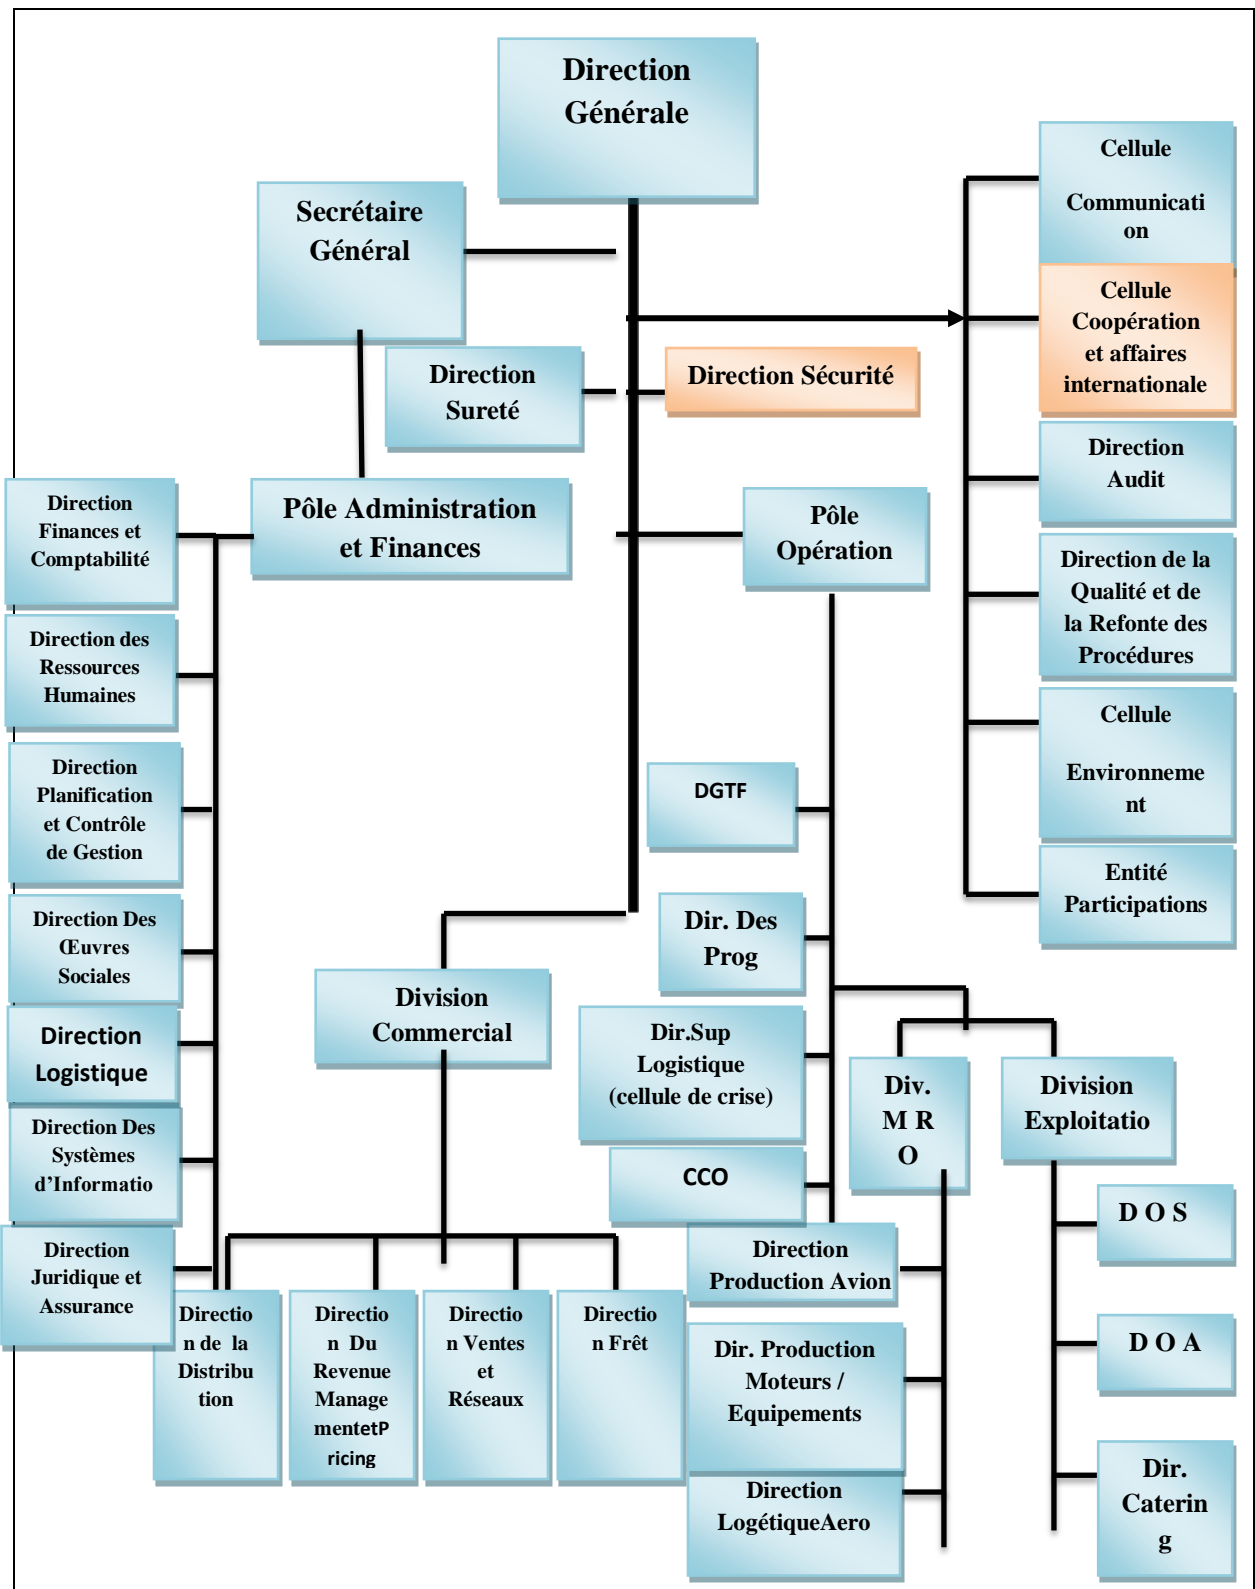 Direction
Générale
Secrétaire
Général
Direction
Sureté
Direction Sécurité
Cellule
Communicati
on
Cellule
Coopération
et affaires
internationale
Direction
Audit
Direction de la
Qualité et de
la Refonte des
Procédures
Cellule
Environneme
nt
Entité
Participations
Pôle Administration
et Finances
Pôle
Opération
Direction
Finances et
Comptabilité
Direction des
Ressources
Humaines
Direction
Planification
et Contrôle
de Gestion
Direction Des
Œuvres
Sociales
Direction
Logistique
Direction Des
Systèmes
d'Informatio
Direction
Juridique et
Assurance
Division
Commercial
Directio
n de la
Distribu
tion
Directio
n Du
Revenue
Manage
mentetP
ricing
Directio
n Ventes
et
Réseaux
Directio
n Frêt
DGTF
Dir. Des
Prog
Dir.Sup
Logistique
(cellule de crise)
CCO
Div.
M R
O
Division
Exploitatio
Direction
Production Avion
Dir. Production
Moteurs /
Equipements
Direction
LogétiqueAero
D O S
D O A
Dir.
Caterin
g